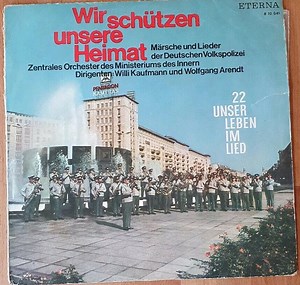 Wir schützen
unsere
Heimat
Märsche und Lieder
der Deutschen Volkspolizei
Zentrales Orchester des Ministeriums des Innern
Dirigenten: Willi Kaufmann und Wolfgang Arendt
ETERNA
22
UNSER
LEBEN
IM
LIED